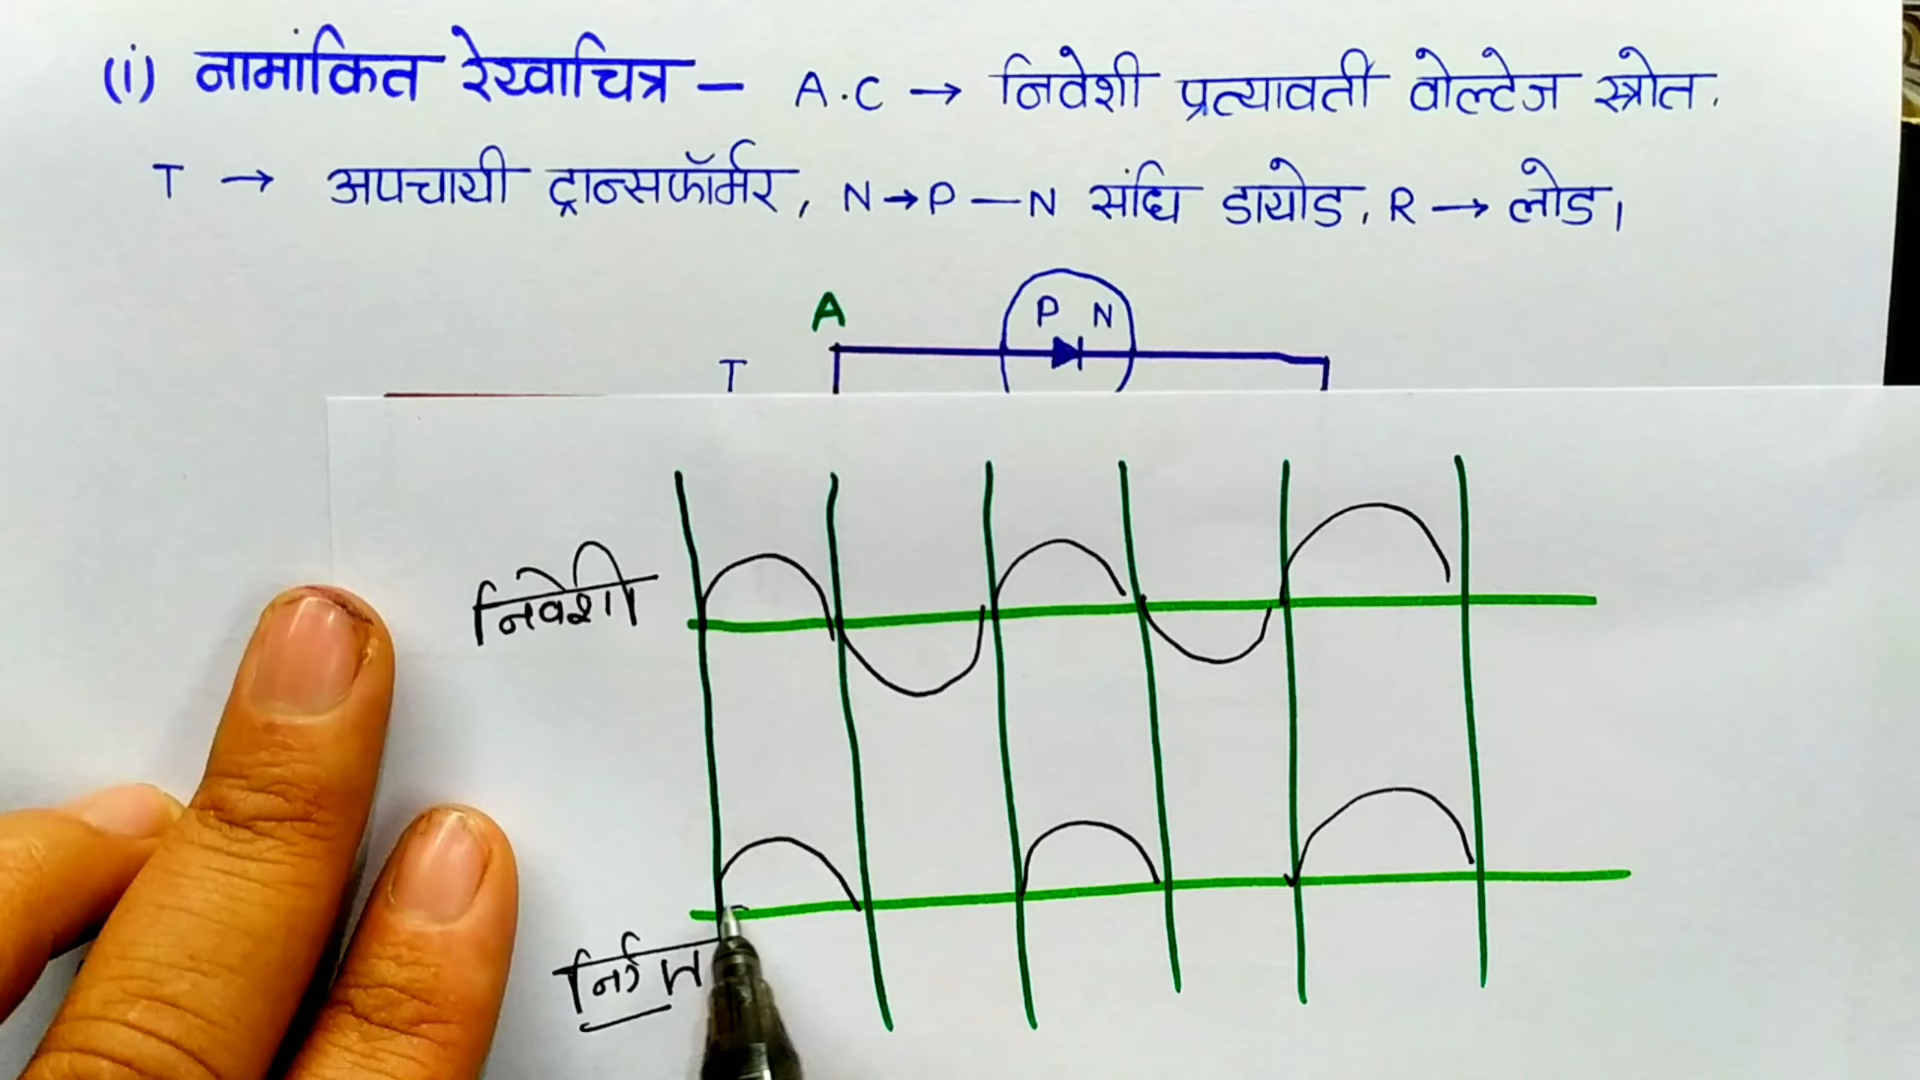 (i) नामांकित रेखाचित्र – A.C → निवेशी प्रत्यावर्ती वोल्टेज स्त्रोत.
T → अपचायी ट्रान्सफॉर्मर, N→P–N संधि डायोड, R → लोड।
A
P N
T
निवेशी